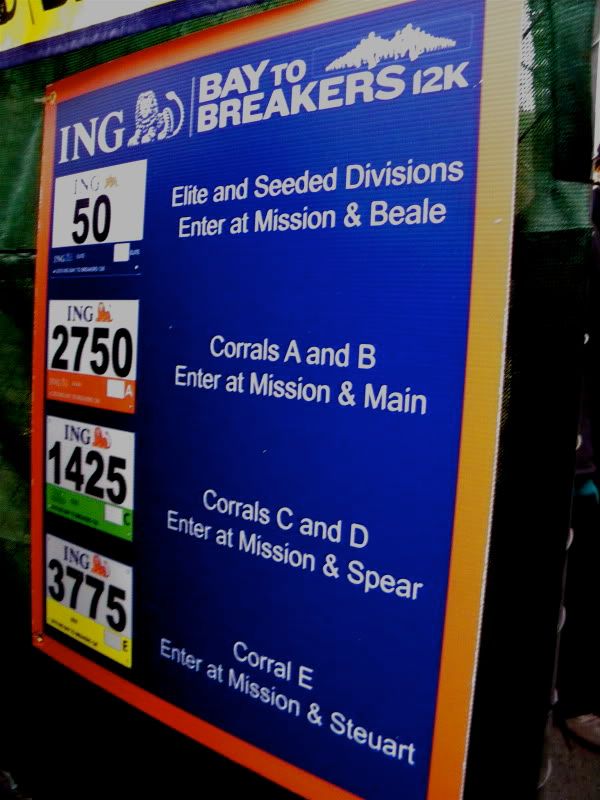 ING BAY TO
BREAKERS 12K
ING
50
Elite and Seeded Divisions
Enter at Mission & Beale
ING
2750
A
Corrals A and B
Enter at Mission & Main
ING
1425
C
Corrals C and D
Enter at Mission & Spear
ING
3775
E
Corral E
Enter at Mission & Steuart